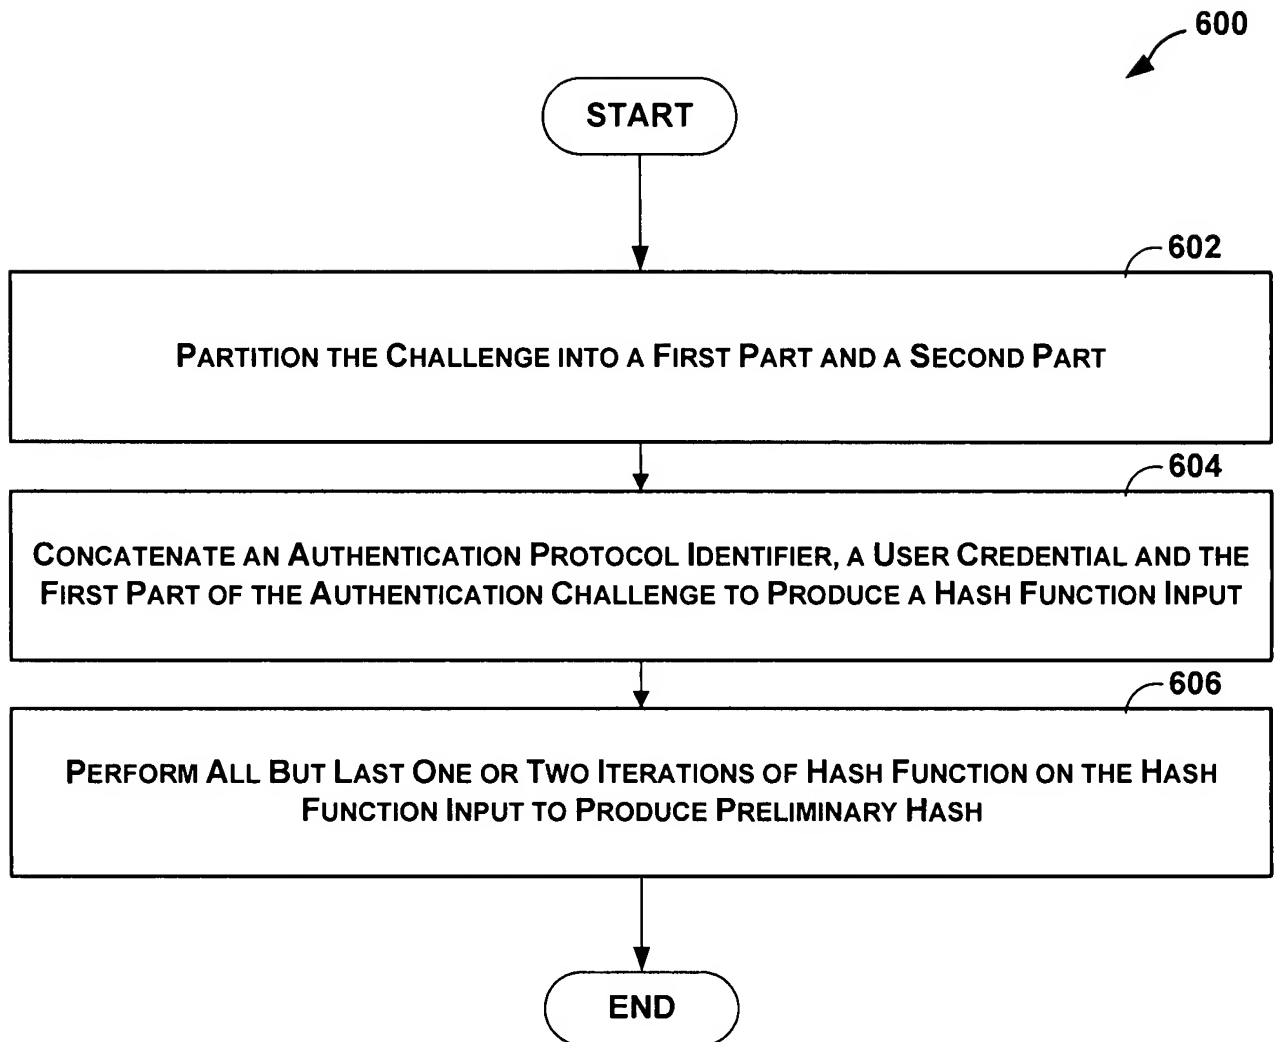 600
START
602
PARTITION THE CHALLENGE INTO A FIRST PART AND A SECOND PART
604
CONCATENATE AN AUTHENTICATION PROTOCOL IDENTIFIER, A USER CREDENTIAL AND THE
FIRST PART OF THE AUTHENTICATION CHALLENGE TO PRODUCE A HASH FUNCTION INPUT
606
PERFORM ALL BUT LAST ONE OR TWO ITERATIONS OF HASH FUNCTION ON THE HASH
FUNCTION INPUT TO PRODUCE PRELIMINARY HASH
END